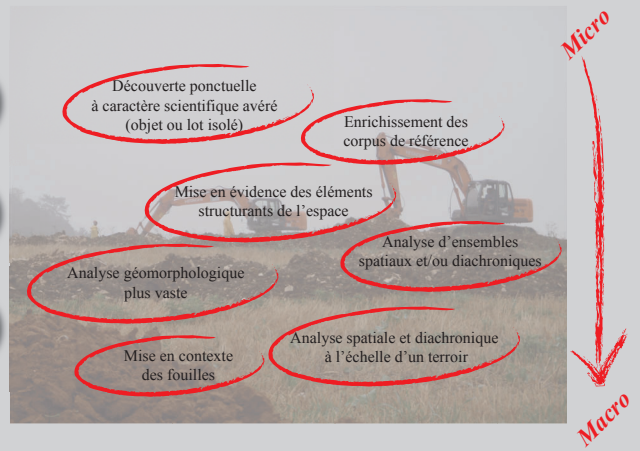 Micro
Découverte ponctuelle
à caractère scientifique avéré
(objet ou lot isolé)
Enrichissement des
corpus de référence
Mise en évidence des éléments
structurants de l’espace
Analyse d’ensembles
spatiaux et/ou diachroniques
Analyse géomorphologique
plus vaste
Analyse spatiale et diachronique
à l’échelle d’un terroir
Mise en contexte
des fouilles
Macro